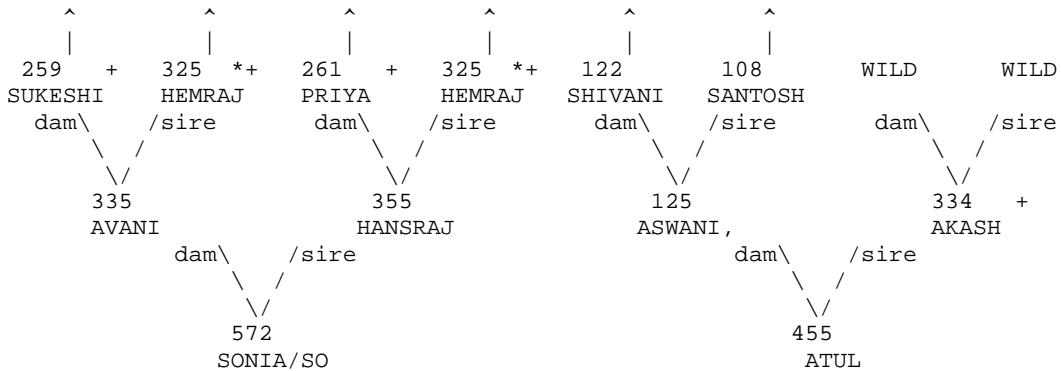 ^ ^ ^ ^ ^ ^
| | | | | |
259 + 325 *+ 261 + 325 *+ 122 108 WILD WILD
SUKESHI HEMRAJ PRIYA HEMRAJ SHIVANI SANTOSH
dam\ /sire dam\ /sire dam\ /sire dam\ /sire
\ / \ / \ / \ /
\/ \/ \/ \/
335 355 125 334 +
AVANI HANSRAJ ASWANI, AKASH
dam\ /sire dam\ /sire
\ / \ /
\/ \/
572 455
SONIA/SO ATUL